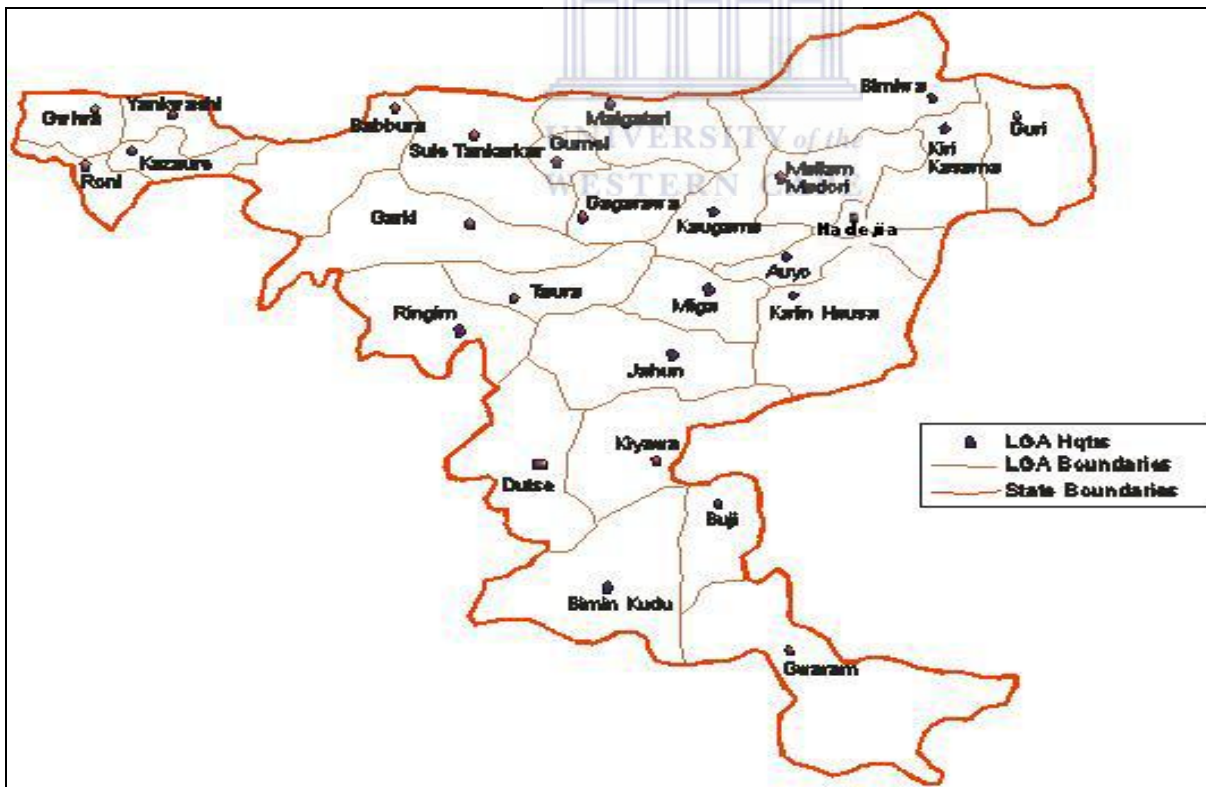 UNIVERSITY of the
WESTERN CAPE
Birniwa
Yankwashi
Babbura
Maigatari
Guri
Kazaure
Sule Tankarkar
Gumel
Kiri
Kasama
Roni
Mallam
Madori
Garki
Gagarawa
Kaugama
Hadejia
Auyo
Taura
Miga
Kafin Hausa
Ringim
Jahun
Kiyawa
Dutse
Buji
Birnin Kudu
Gwaram
LGA Hqtrs
LGA Boundaries
State Boundaries